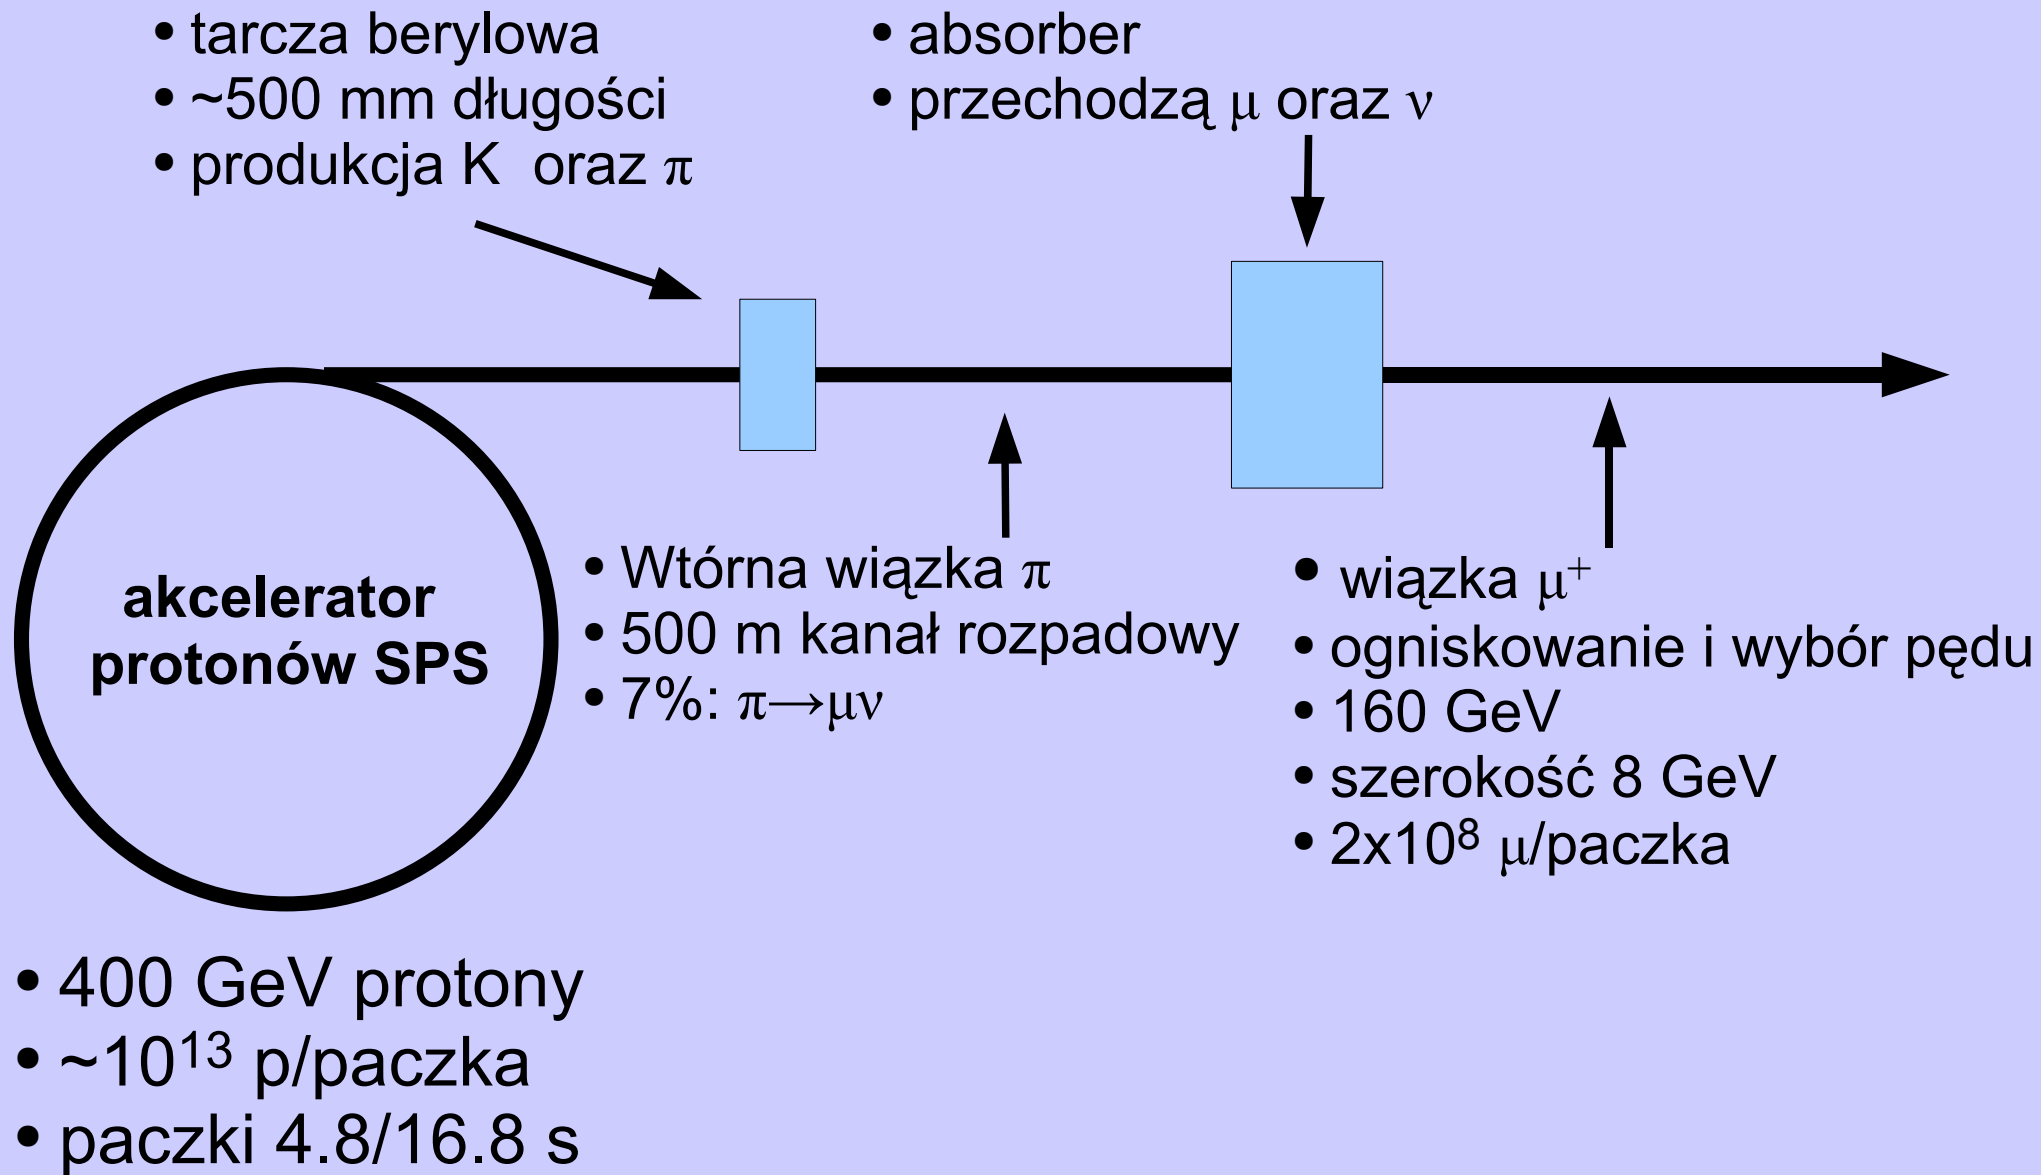 • tarcza berylowa
• ~500 mm długości
• produkcja K oraz π
• absorber
• przechodzą μ oraz ν
akcelerator
protonów SPS
• Wtórna wiązka π
• 500 m kanał rozpadowy
• 7%: π→μν
• wiązka μ⁺
• ogniskowanie i wybór pędu
• 160 GeV
• szerokość 8 GeV
• 2x10⁸ μ/paczka
• 400 GeV protony
• ~10¹³ p/paczka
• paczki 4.8/16.8 s